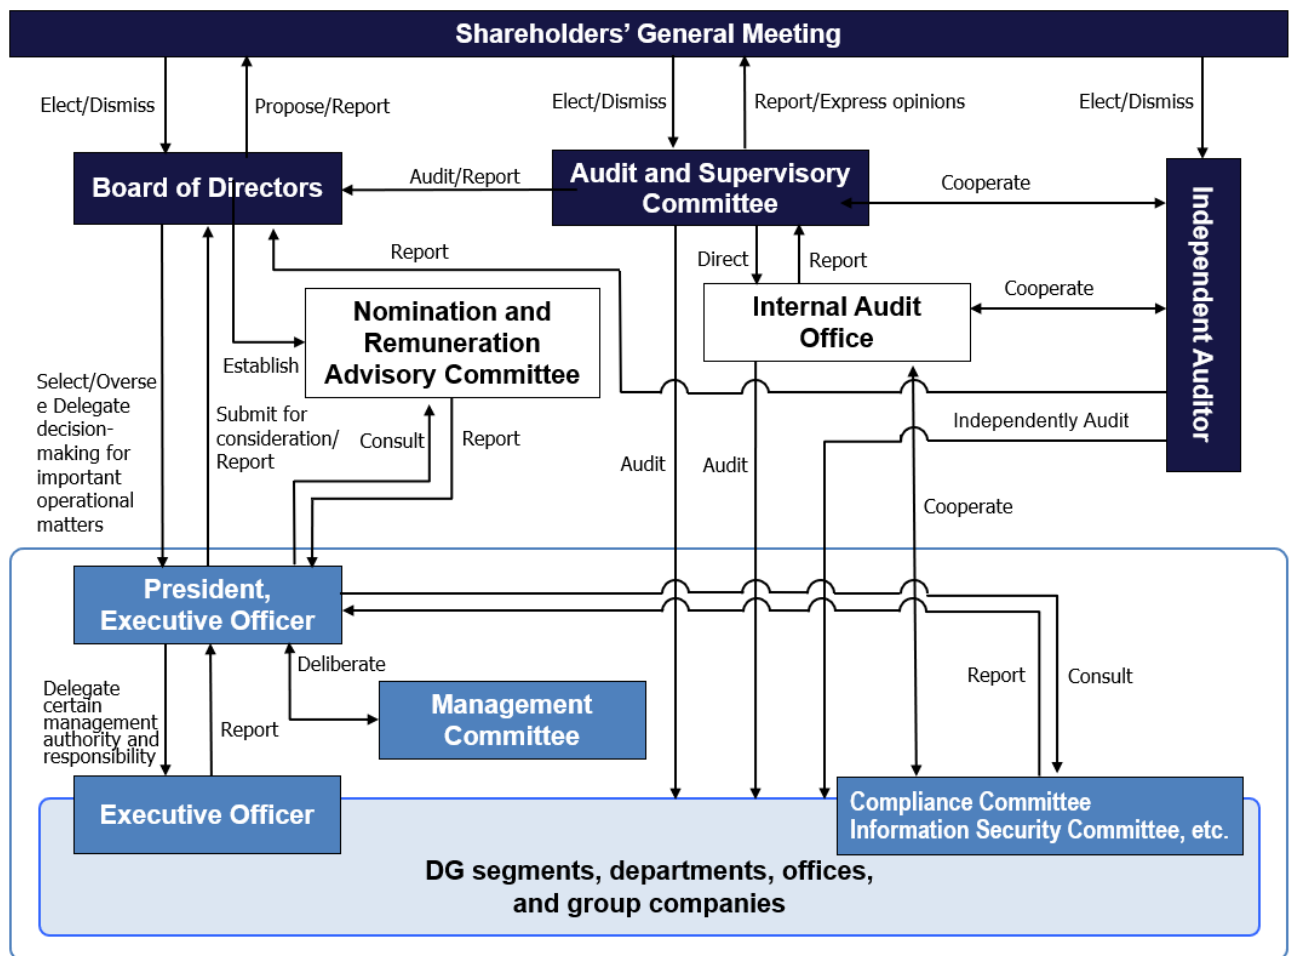 Shareholders’ General Meeting
Elect/Dismiss
Propose/Report
Elect/Dismiss
Report/Express opinions
Elect/Dismiss
Board of Directors
Audit/Report
Audit and Supervisory
Committee
Cooperate
Independent Auditor
Report
Direct
Report
Nomination and
Remuneration
Advisory Committee
Internal Audit
Office
Cooperate
Establish
Select/Overse
e Delegate
decision-
making for
important
operational
matters
Submit for
consideration/
Report
Consult
Report
Independently Audit
Audit
Audit
Cooperate
President,
Executive Officer
Deliberate
Delegate
certain
management
authority and
responsibility
Report
Management
Committee
Report
Consult
Executive Officer
Compliance Committee
Information Security Committee, etc.
DG segments, departments, offices,
and group companies